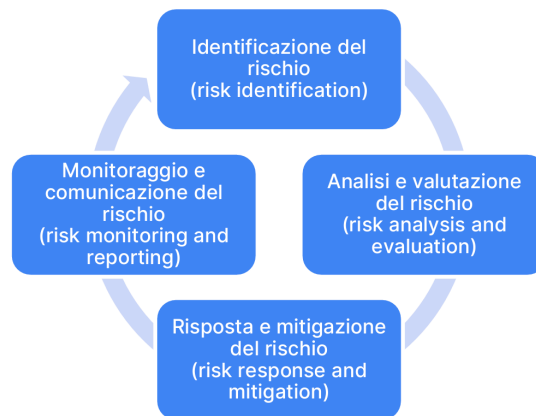 Identificazione del
rischio
(risk identification)
Analisi e valutazione
del rischio
(risk analysis and
evaluation)
Risposta e mitigazione
del rischio
(risk response and
mitigation)
Monitoraggio e
comunicazione del
rischio
(risk monitoring and
reporting)